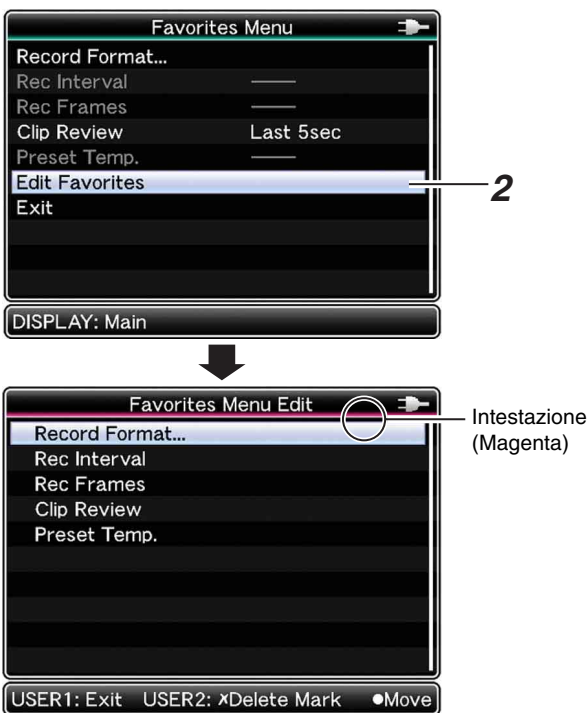 Favorites Menu
Record Format...
Rec Interval ——
Rec Frames ——
Clip Review Last 5sec
Preset Temp. ——
Edit Favorites
2
Exit
DISPLAY: Main
Favorites Menu Edit
Intestazione
(Magenta)
Record Format...
Rec Interval
Rec Frames
Clip Review
Preset Temp.
USER1: Exit USER2: ✗Delete Mark ●Move